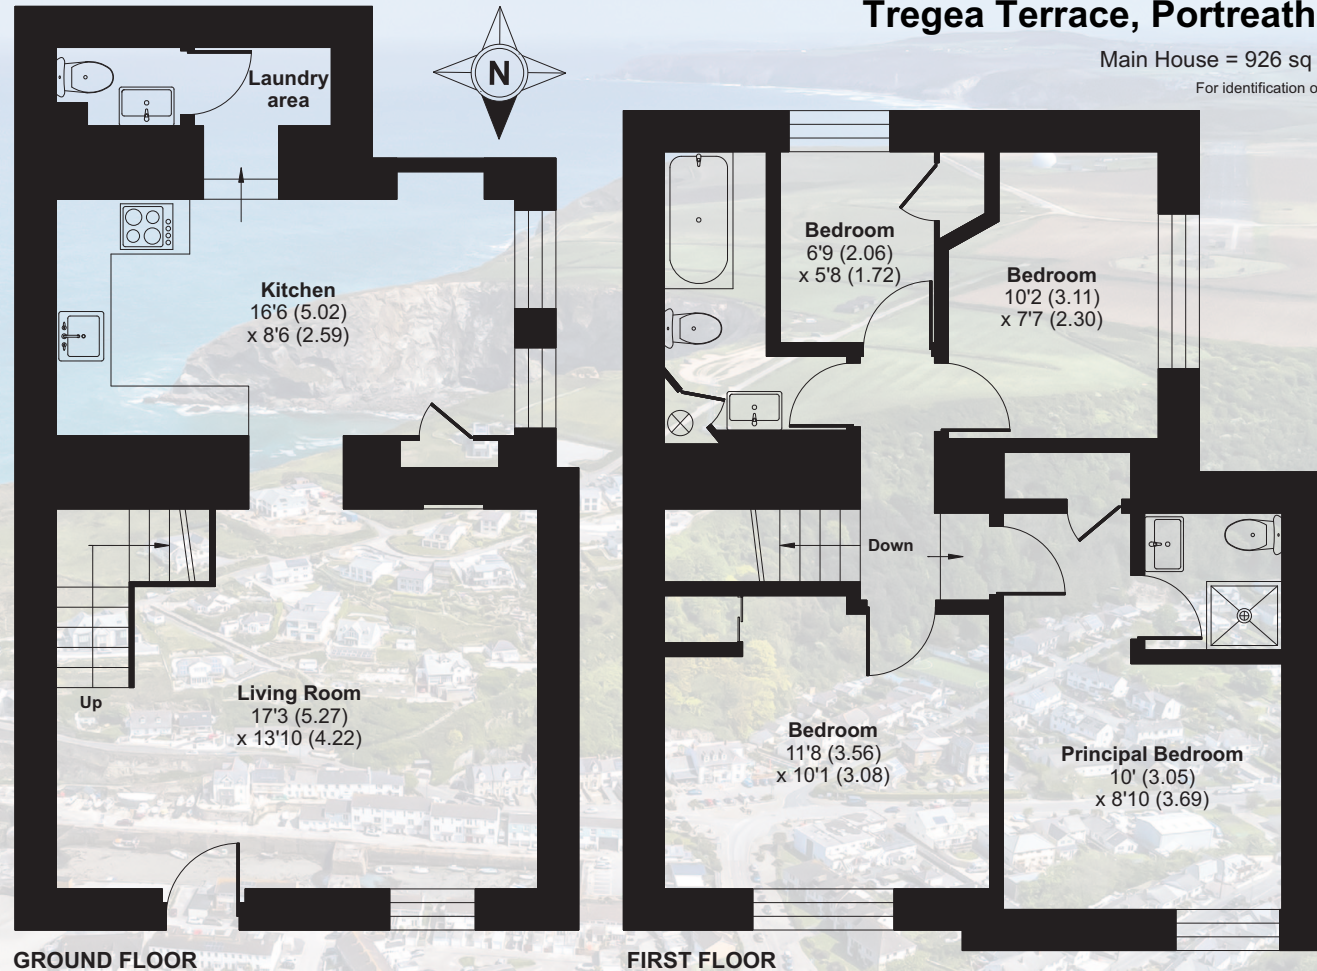 Tregea Terrace, Portreath
Main House = 926 sq
For identification o
N
Laundry
area
Kitchen
16'6 (5.02)
x 8'6 (2.59)
Up
Living Room
17'3 (5.27)
x 13'10 (4.22)
GROUND FLOOR
Bedroom
6'9 (2.06)
x 5'8 (1.72)
Bedroom
10'2 (3.11)
x 7'7 (2.30)
Down
Bedroom
11'8 (3.56)
x 10'1 (3.08)
Principal Bedroom
10' (3.05)
x 8'10 (3.69)
FIRST FLOOR